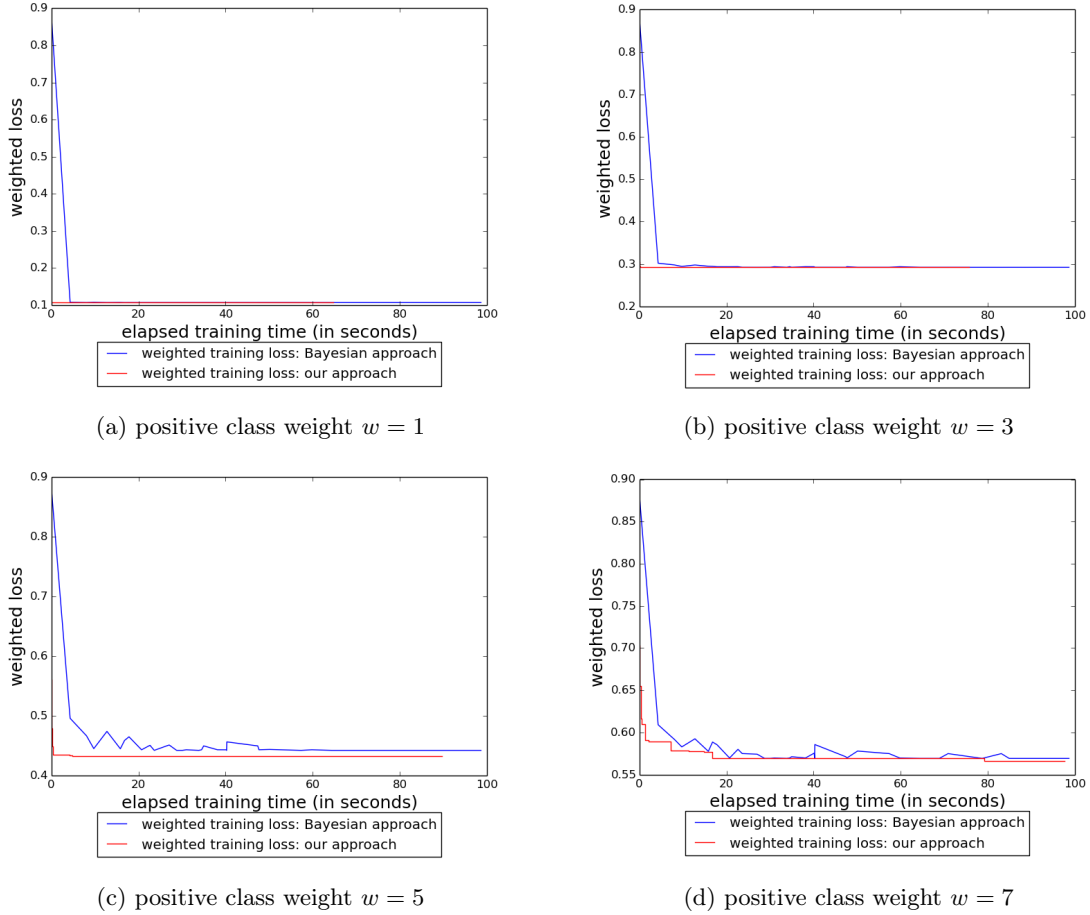 0.9
0.8
0.7
0.6
0.5
0.4
0.3
0.2
0.1
weighted loss
0 20 40 60 80 100
elapsed training time (in seconds)
weighted training loss: Bayesian approach
weighted training loss: our approach
(a) positive class weight w = 1
0.9
0.8
0.7
0.6
0.5
0.4
0.3
0.2
weighted loss
0 20 40 60 80 100
elapsed training time (in seconds)
weighted training loss: Bayesian approach
weighted training loss: our approach
(b) positive class weight w = 3
0.9
0.8
0.7
0.6
0.5
0.4
weighted loss
0 20 40 60 80 100
elapsed training time (in seconds)
weighted training loss: Bayesian approach
weighted training loss: our approach
(c) positive class weight w = 5
0.90
0.85
0.80
0.75
0.70
0.65
0.60
0.55
weighted loss
0 20 40 60 80 100
elapsed training time (in seconds)
weighted training loss: Bayesian approach
weighted training loss: our approach
(d) positive class weight w = 7